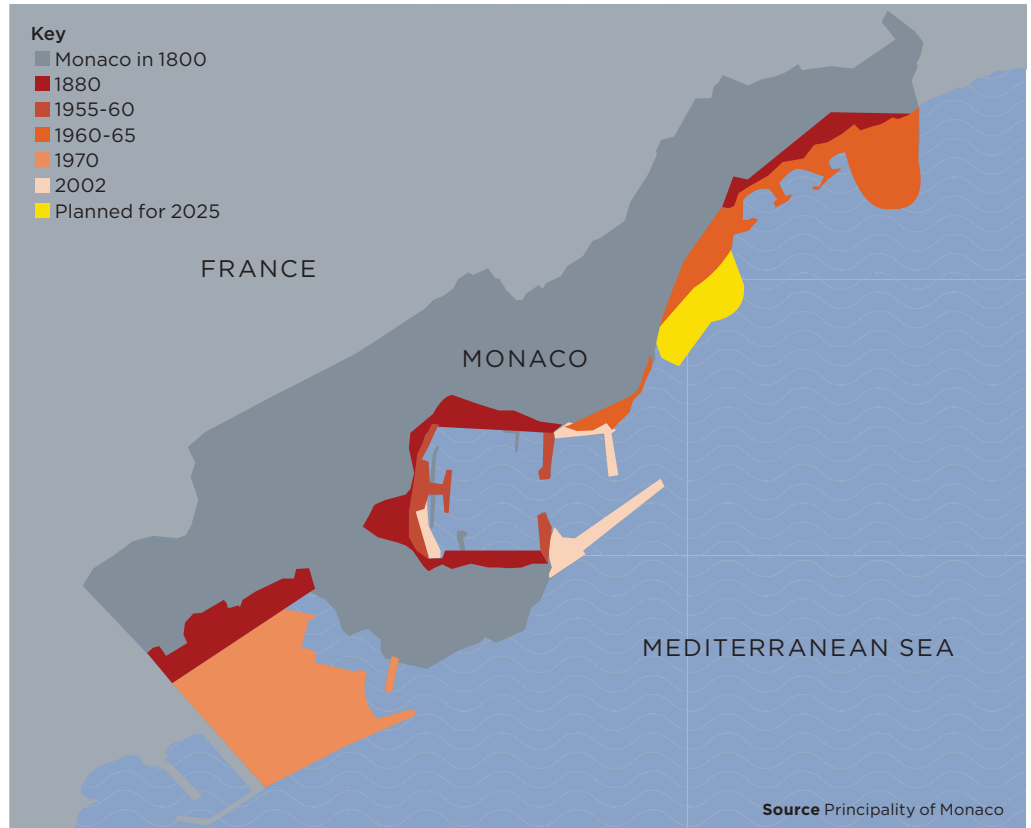 Key
Monaco in 1800
1880
1955-60
1960-65
1970
2002
Planned for 2025
FRANCE
MONACO
MEDITERRANEAN SEA
Source Principality of Monaco